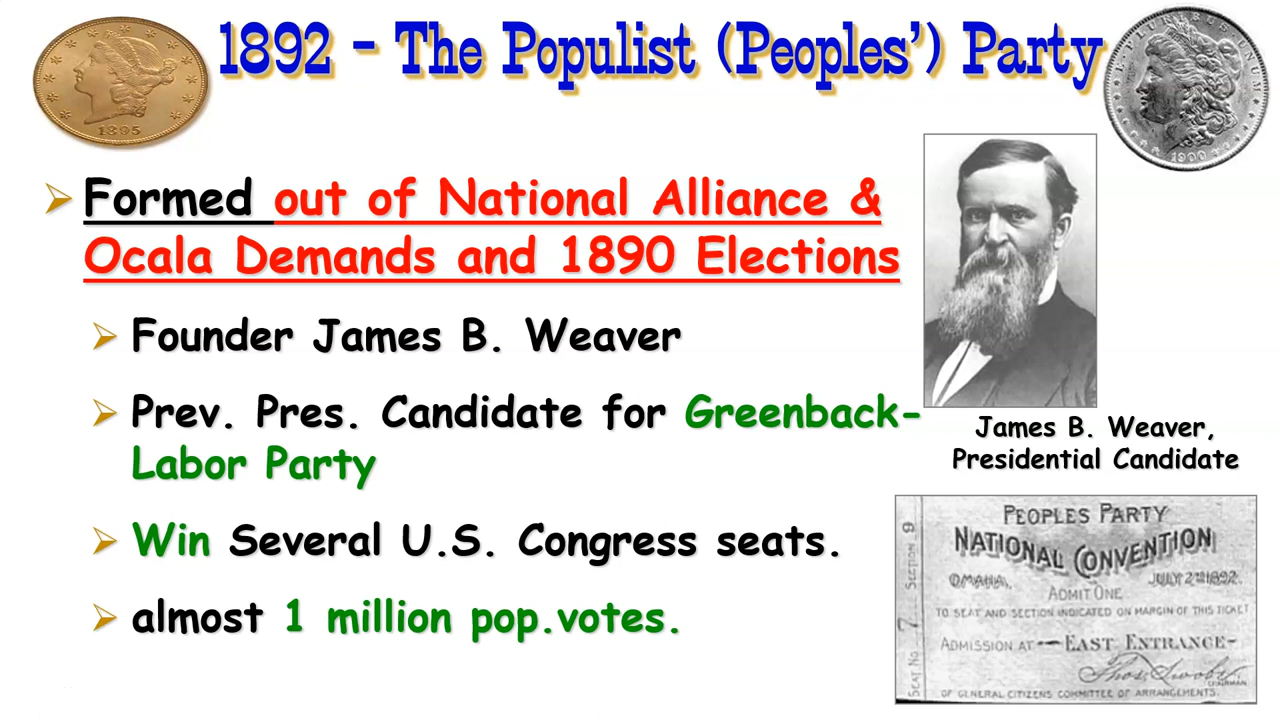 1892 - The Populist (Peoples') Party
1895
E·PLURIBUS·UNUM
1900
Formed out of National Alliance &
Ocala Demands and 1890 Elections
Founder James B. Weaver
Prev. Pres. Candidate for Greenback-
Labor Party
Win Several U.S. Congress seats.
almost 1 million pop.votes.
James B. Weaver,
Presidential Candidate
PEOPLES PARTY
NATIONAL CONVENTION
OMAHA, JULY 2ND 1892.
ADMIT ONE
TO SEAT AND SECTION INDICATED ON MARGIN OF THIS TICKET
ADMISSION AT EAST ENTRANCE
CHAIRMAN
OF GENERAL CITIZENS COMMITTEE OF ARRANGEMENTS.
SEAT No. 7 SECTION 9